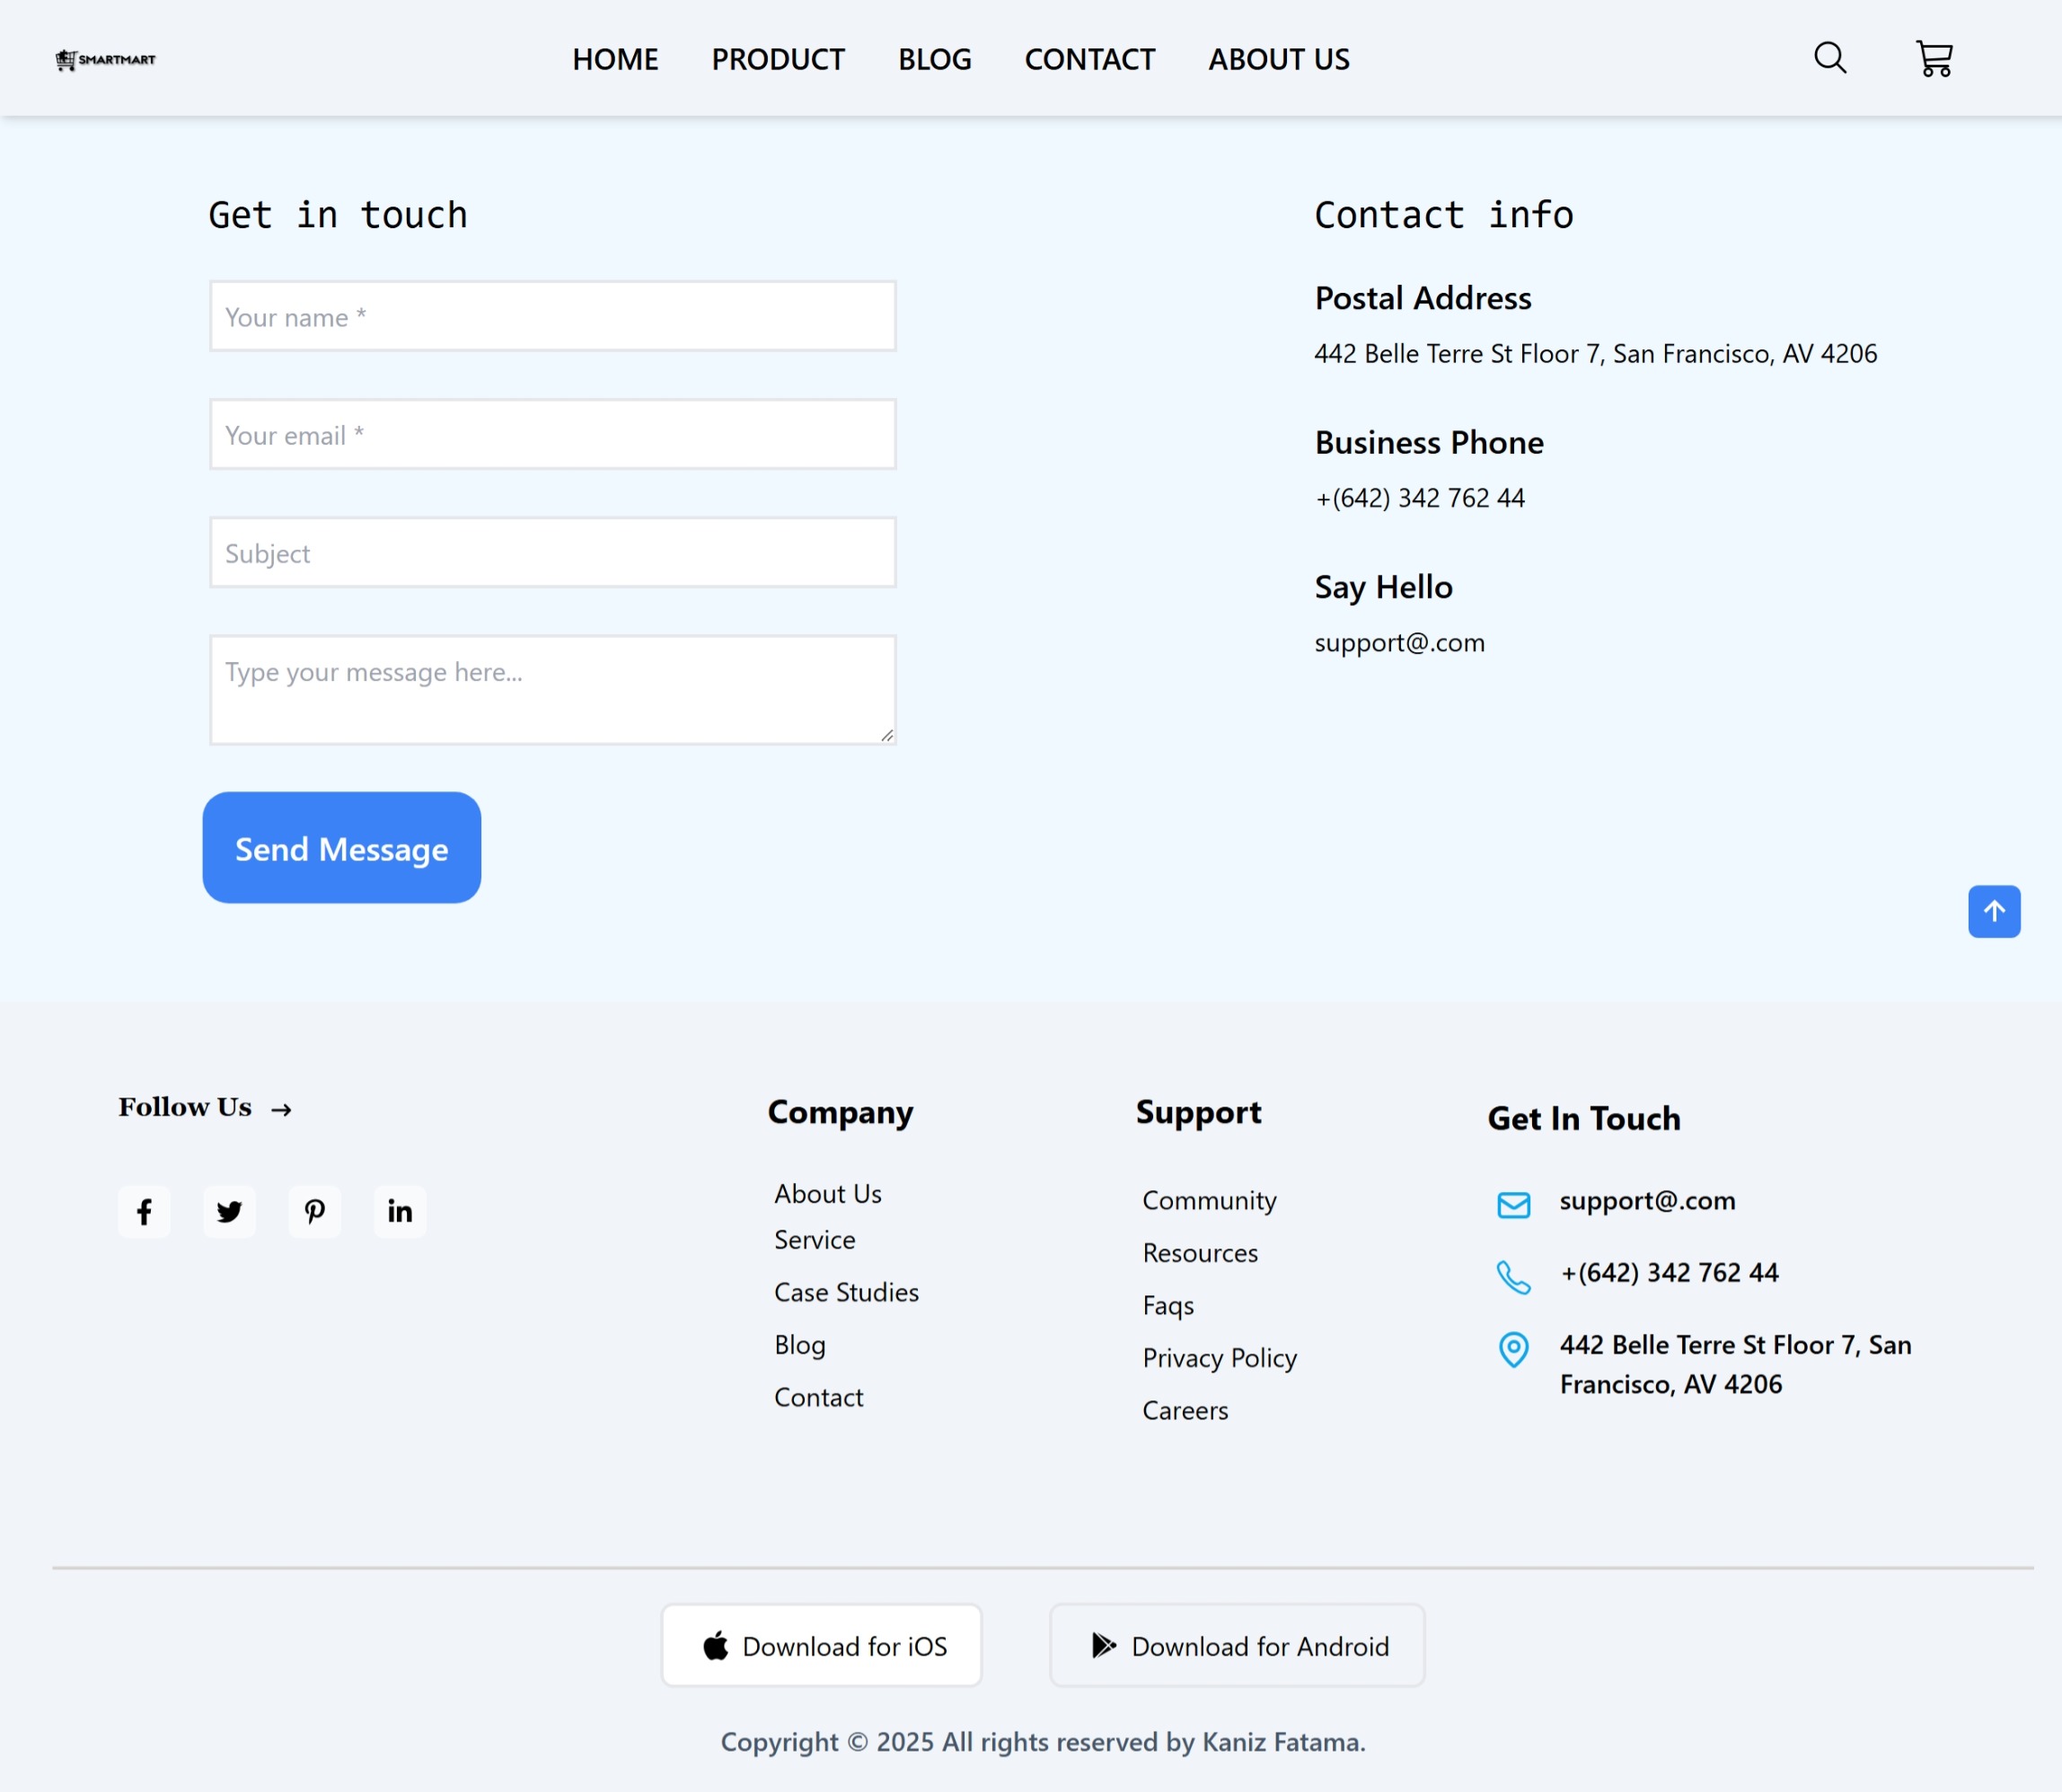 SMARTMART
HOME
PRODUCT
BLOG
CONTACT
ABOUT US
Get in touch
Your name *
Your email *
Subject
Type your message here...
Send Message
Contact info
Postal Address
442 Belle Terre St Floor 7, San Francisco, AV 4206
Business Phone
+(642) 342 762 44
Say Hello
support@.com
Follow Us →
Company
About Us
Service
Case Studies
Blog
Contact
Support
Community
Resources
Faqs
Privacy Policy
Careers
Get In Touch
support@.com
+(642) 342 762 44
442 Belle Terre St Floor 7, San
Francisco, AV 4206
Download for iOS
Download for Android
Copyright © 2025 All rights reserved by Kaniz Fatama.